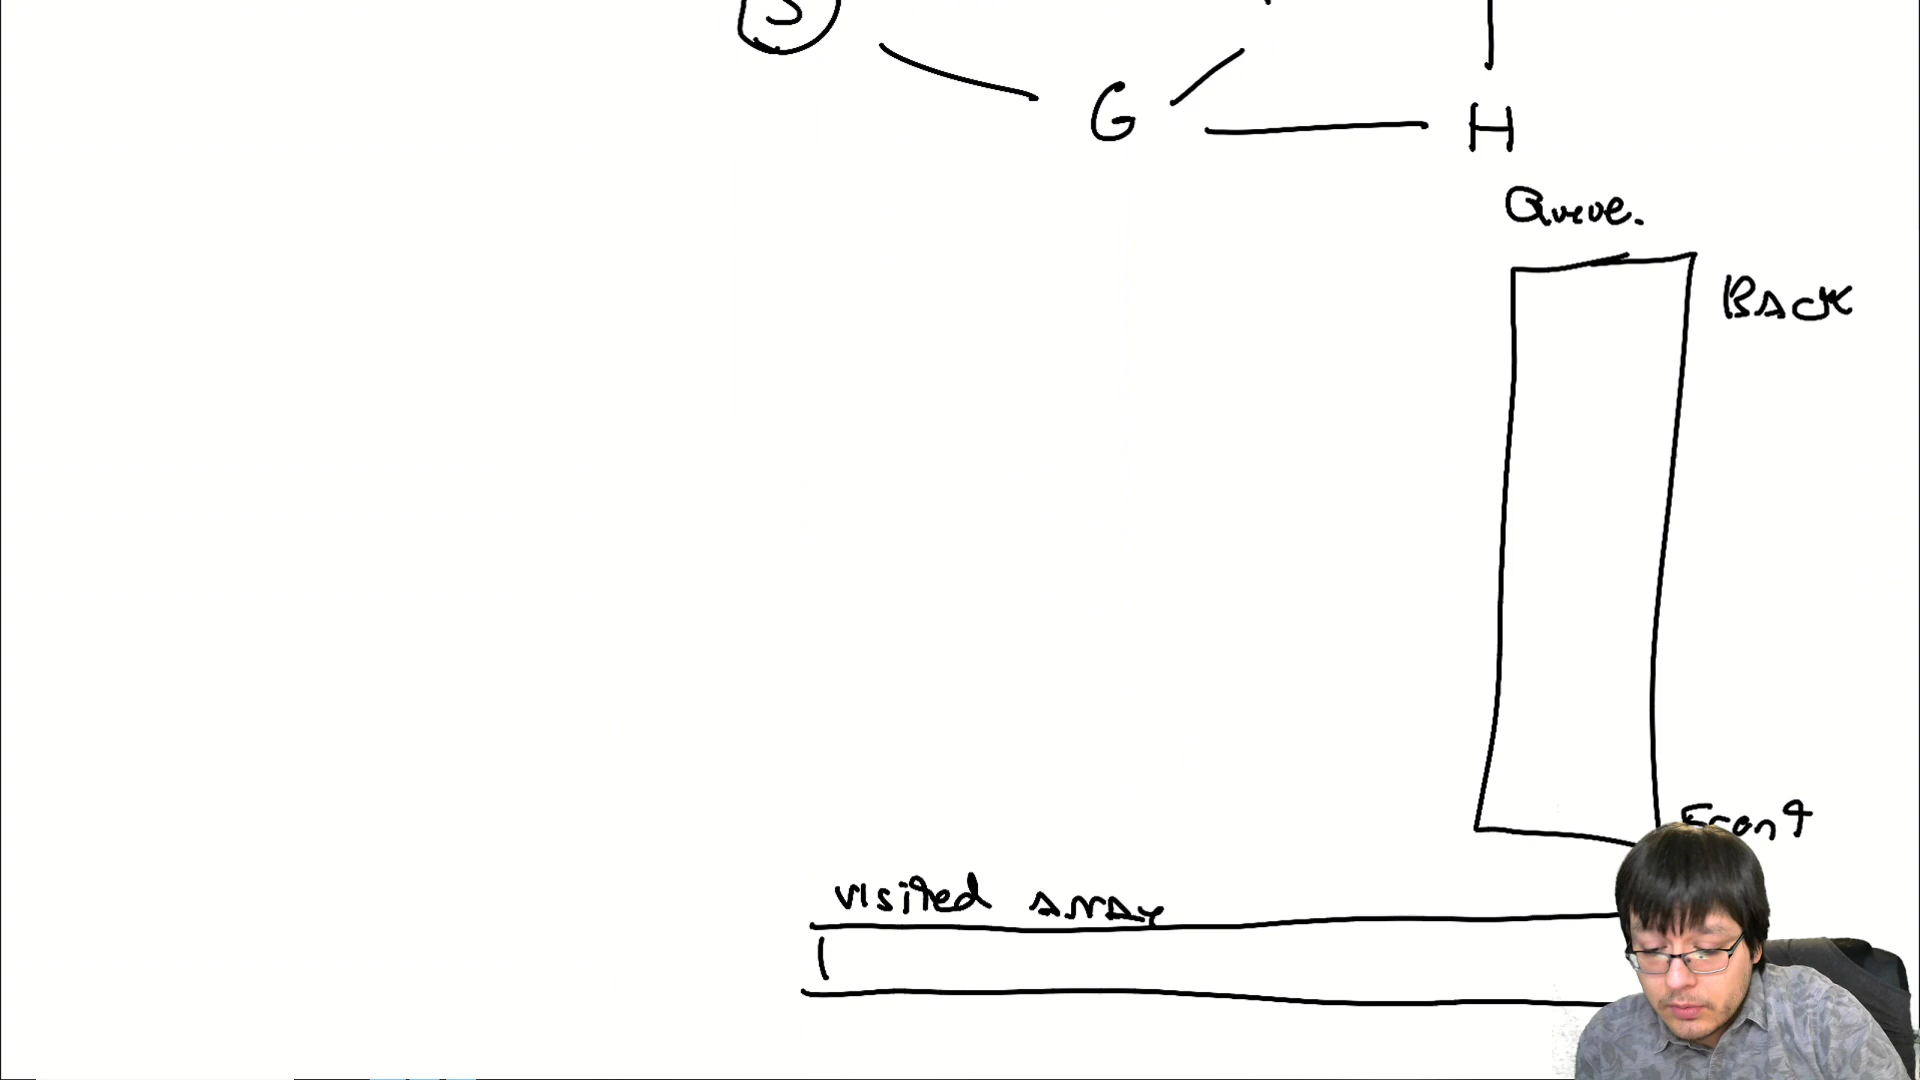 S
G
H
Queue.
Back
Front
visited array